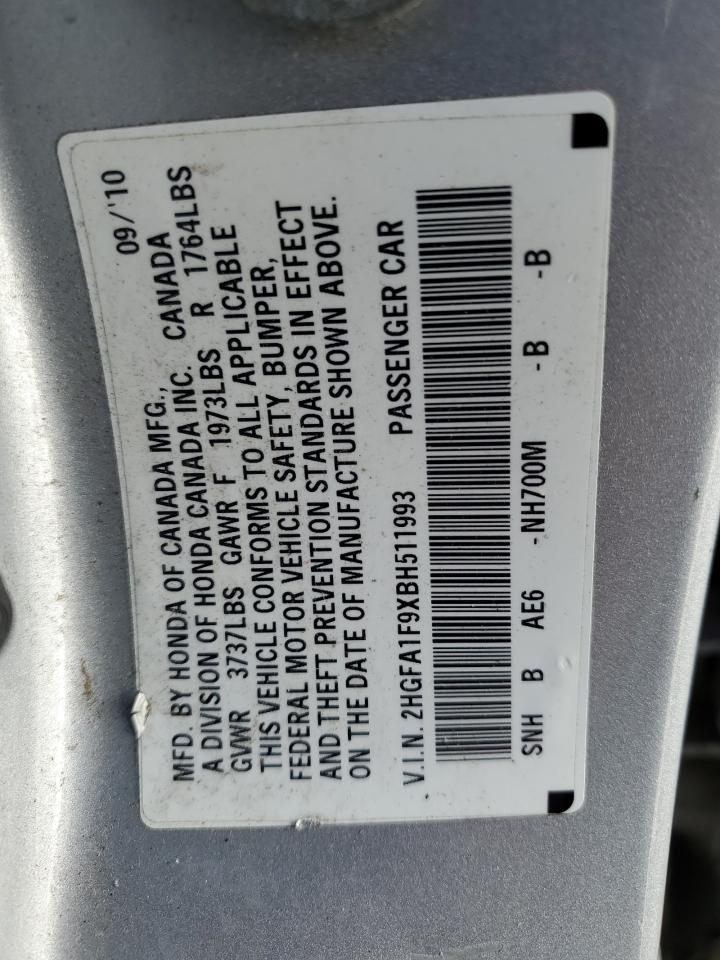 09/'10
MFD. BY HONDA OF CANADA MFG.,
A DIVISION OF HONDA CANADA INC. CANADA
GVWR 3737LBS GAWR F 1973LBS R 1764LBS
THIS VEHICLE CONFORMS TO ALL APPLICABLE
FEDERAL MOTOR VEHICLE SAFETY, BUMPER,
AND THEFT PREVENTION STANDARDS IN EFFECT
ON THE DATE OF MANUFACTURE SHOWN ABOVE.
V.I.N. 2HGFA1F9XBH511993 PASSENGER CAR
SNH B AE6 -NH700M -B -B